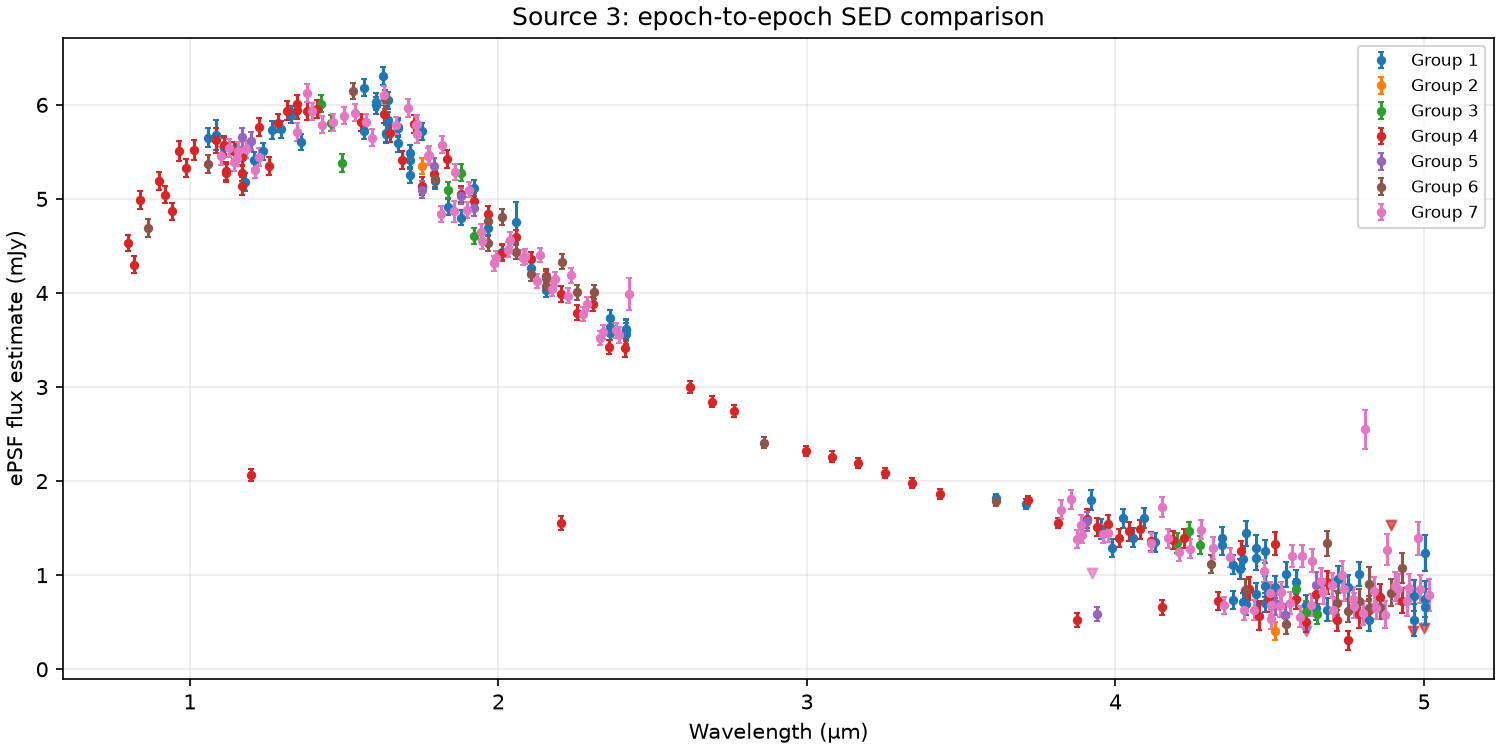 Source 3: epoch-to-epoch SED comparison
ePSF flux estimate (mJy)
6
5
4
3
2
1
0
Group 1
Group 2
Group 3
Group 4
Group 5
Group 6
Group 7
1 2 3 4 5
Wavelength (µm)